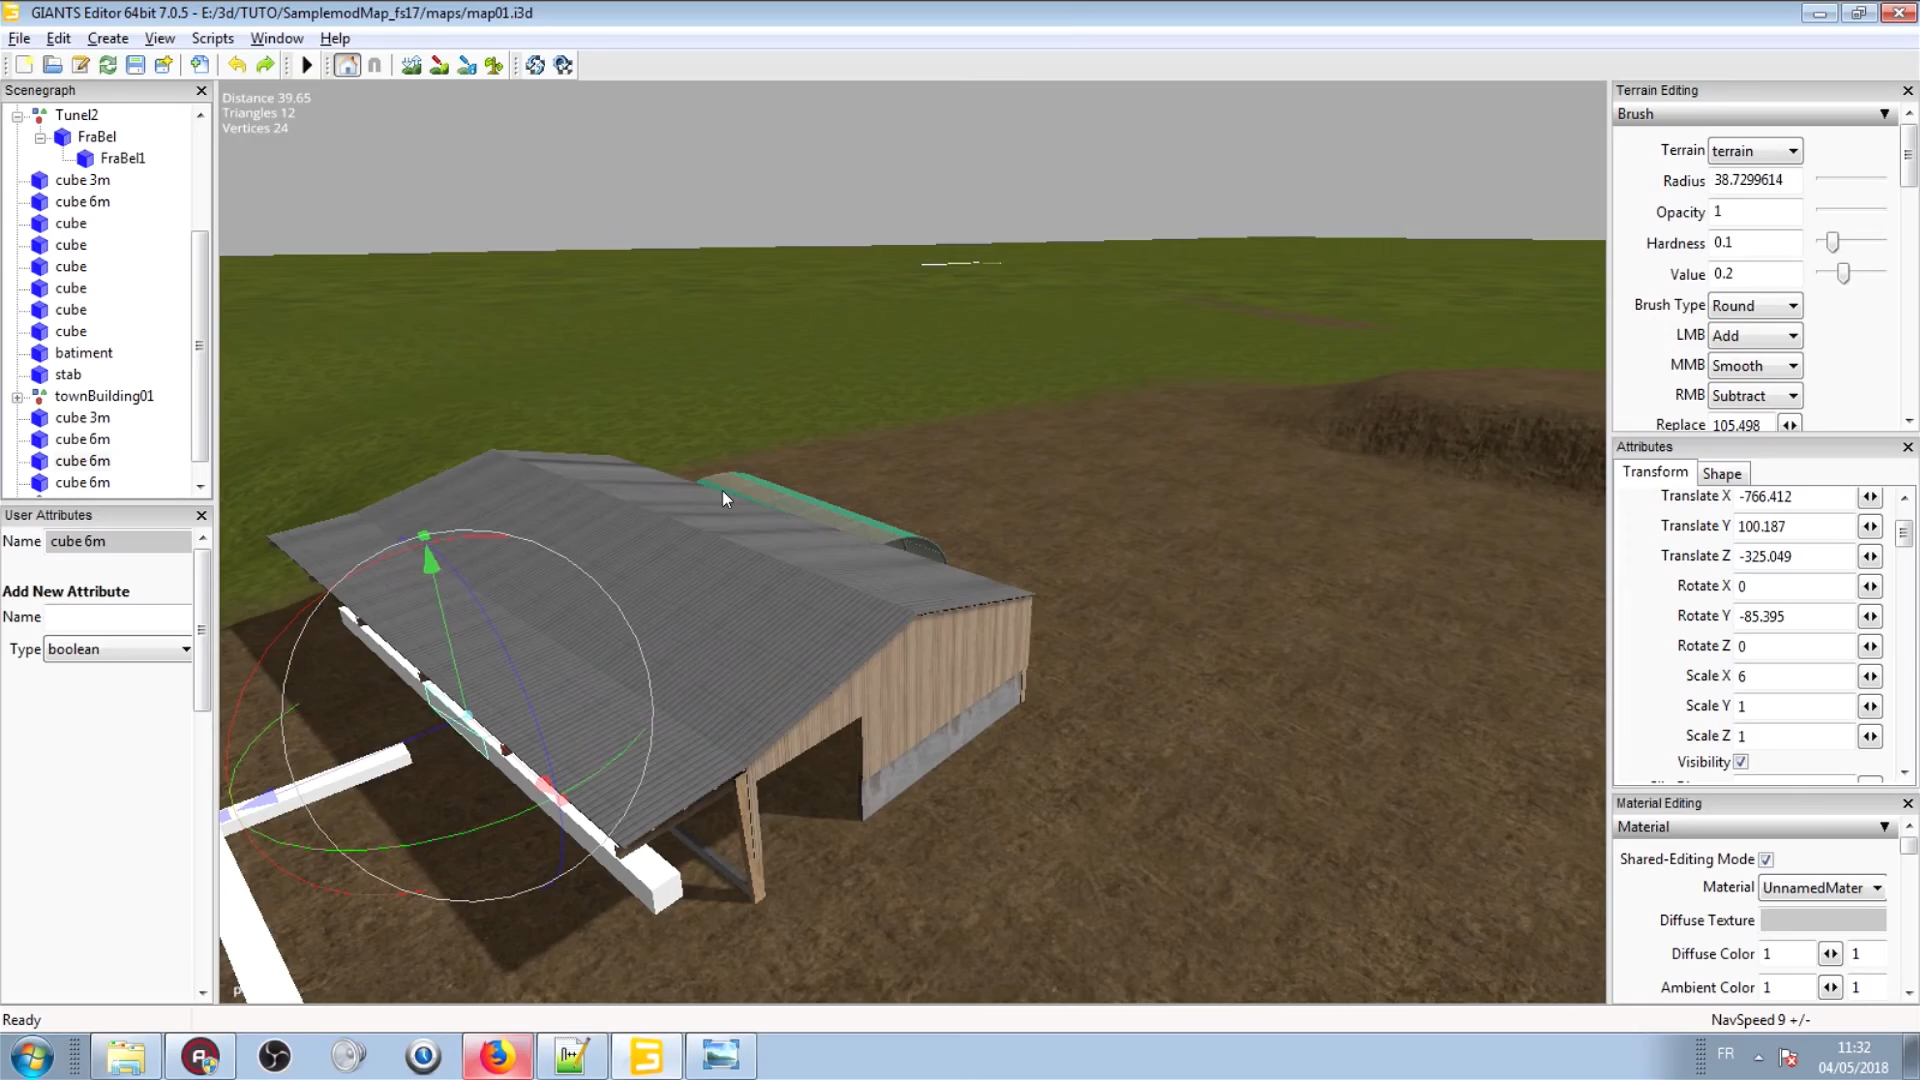 GIANTS Editor 64bit 7.0.5 - E:/3d/TUTO/SamplemodMap_fs17/maps/map01.i3d
File Edit Create View Scripts Window Help
Scenegraph
Tunel2
FraBel
FraBel1
cube 3m
cube 6m
cube
cube
cube
cube
cube
cube
batiment
stab
townBuilding01
cube 3m
cube 6m
cube 6m
cube 6m
User Attributes
Name cube 6m
Add New Attribute
Name
Type boolean
Distance 39.65
Triangles 12
Vertices 24
Terrain Editing
Brush
Terrain terrain
Radius 38.7299614
Opacity 1
Hardness 0.1
Value 0.2
Brush Type Round
LMB Add
MMB Smooth
RMB Subtract
Replace 105.498
Attributes
Transform Shape
Translate X -766.412
Translate Y 100.187
Translate Z -325.049
Rotate X 0
Rotate Y -85.395
Rotate Z 0
Scale X 6
Scale Y 1
Scale Z 1
Visibility
Material Editing
Material
Shared-Editing Mode
Material UnnamedMater
Diffuse Texture
Diffuse Color 1 1
Ambient Color 1 1
Ready
NavSpeed 9 +/-
FR
11:32
04/05/2018